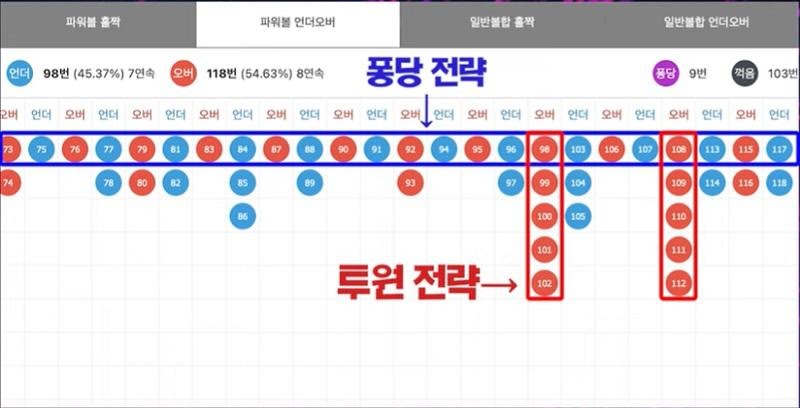 파워볼 홀짝 파워볼 언더오버 일반볼합 홀짝 일반볼합 언더오버
언더 98번 (45.37%) 7연속 오버 118번 (54.63%) 8연속 퐁당 전략 퐁당 9번 꺽음 103번
오버 언더 오버 언더 오버 언더 오버 언더 오버 언더 오버 언더 오버 언더 오버 언더 오버 언더 오버 언더 오버 언더 오버 언더
73 75 76 77 79 81 83 84 87 88 90 91 92 94 95 96 98 103 106 107 108 113 115 117
74 78 80 82 85 89 93 97 99 104 109 114 116 118
86 100 105 110
101 111
투원 전략 102 112